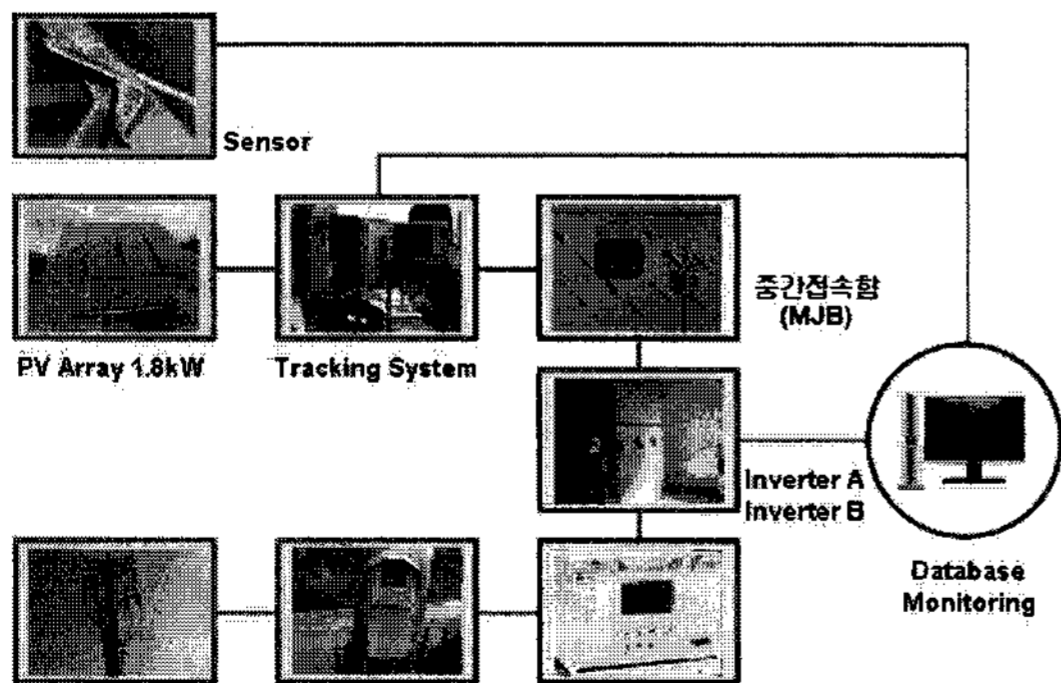 Sensor
PV Array 1.8kW
Tracking System
중간접속함
(MJB)
Inverter A
Inverter B
Database
Monitoring